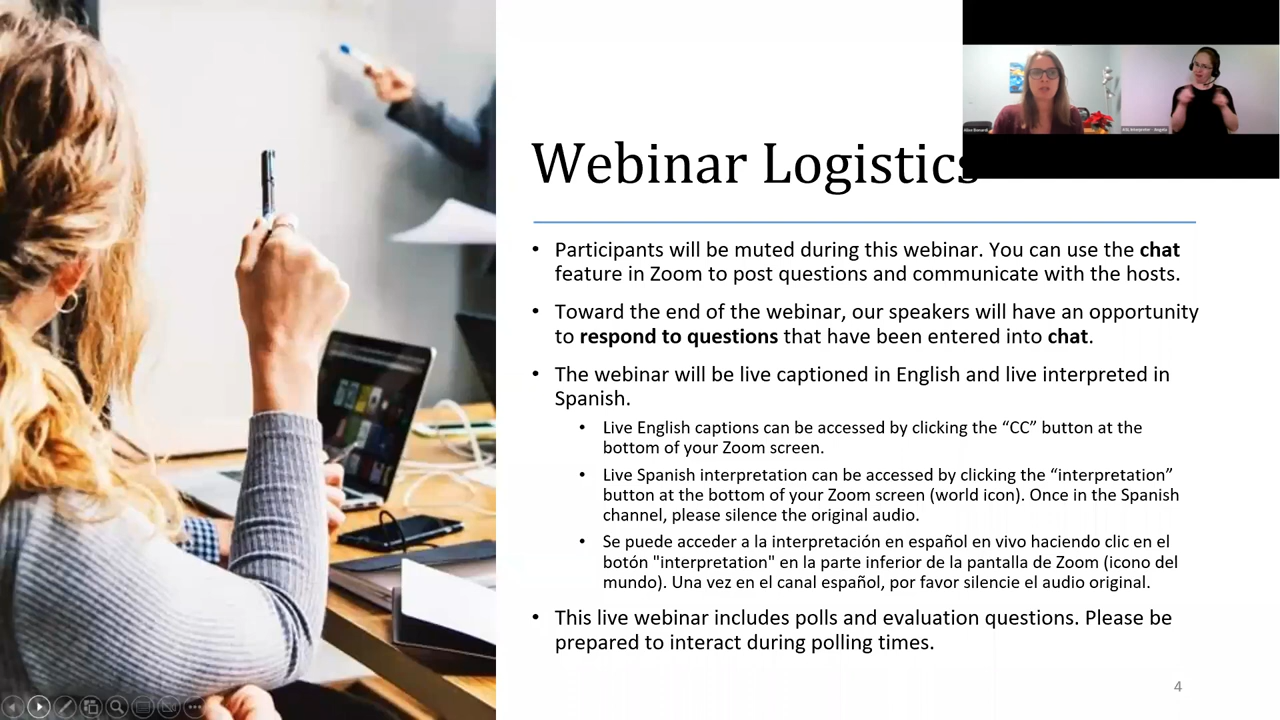 Webinar Logistics
• Participants will be muted during this webinar. You can use the chat
feature in Zoom to post questions and communicate with the hosts.
• Toward the end of the webinar, our speakers will have an opportunity
to respond to questions that have been entered into chat.
• The webinar will be live captioned in English and live interpreted in
Spanish.
• Live English captions can be accessed by clicking the “CC” button at the
bottom of your Zoom screen.
• Live Spanish interpretation can be accessed by clicking the “interpretation”
button at the bottom of your Zoom screen (world icon). Once in the Spanish
channel, please silence the original audio.
• Se puede acceder a la interpretación en español en vivo haciendo clic en el
botón "interpretation" en la parte inferior de la pantalla de Zoom (icono del
mundo). Una vez en el canal español, por favor silencie el audio original.
• This live webinar includes polls and evaluation questions. Please be
prepared to interact during polling times.
4